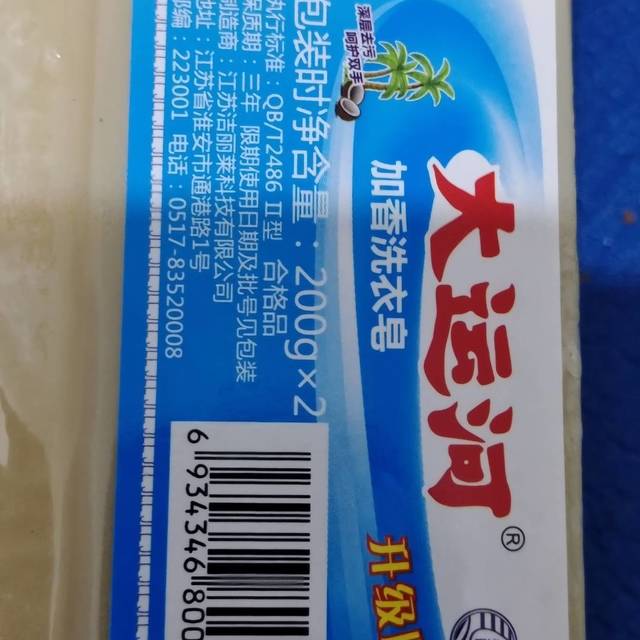 深层去污
呵护双手
大运河®
加香洗衣皂
升级
包装时净含量：200g×2
执行标准：QB/T2486 Ⅱ型 合格品
保质期：三年 限期使用日期及批号见包装
制造商：江苏洁丽莱科技有限公司
地址：江苏省淮安市通港路1号
邮编：223001 电话：0517-83520008
6 934346 800